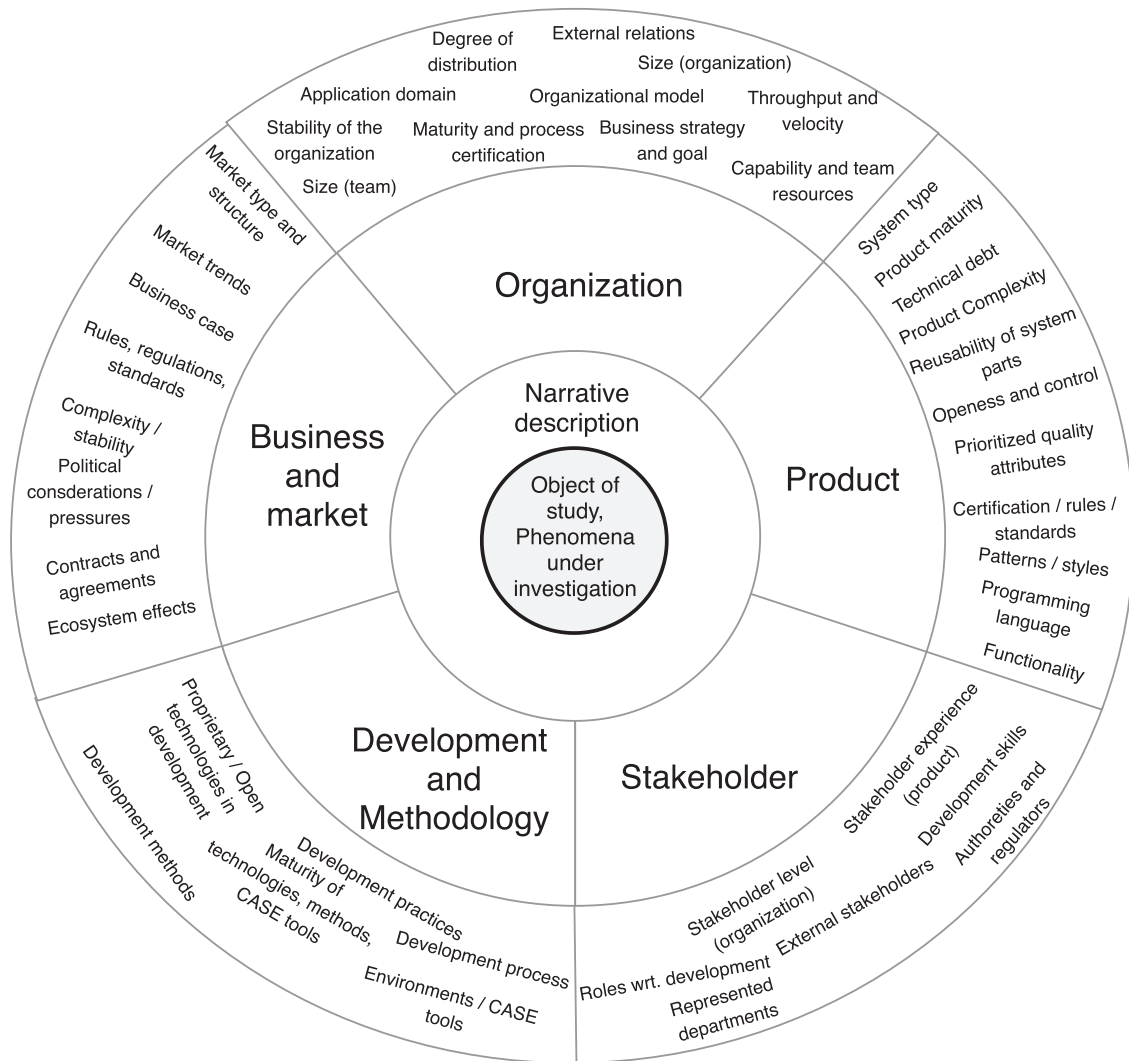 External relations
Degree of
distribution
Size (organization)
Application domain
Organizational model
Throughput and
velocity
Stability of the
organization
Maturity and process
certification
Business strategy
and goal
Size (team)
Capability and team
resources
Organization
System type
Product maturity
Technical debt
Product Complexity
Reusability of system
parts
Openess and control
Prioritized quality
attributes
Certification / rules /
standards
Patterns / styles
Programming
language
Functionality
Product
Stakeholder experience
(product)
Development skills
Authoreties and
regulators
Stakeholder level
(organization)
External stakeholders
Roles wrt. development
Represented
departments
Stakeholder
Development
and
Methodology
Proprietary / Open
technologies in
development
Development methods
Development practices
Maturity of
technologies, methods,
CASE tools
Development process
Environments / CASE
tools
Business
and
market
Market type and
structure
Market trends
Business case
Rules, regulations,
standards
Complexity /
stability
Political
consderations /
pressures
Contracts and
agreements
Ecosystem effects
Narrative
description
Object of
study,
Phenomena
under
investigation